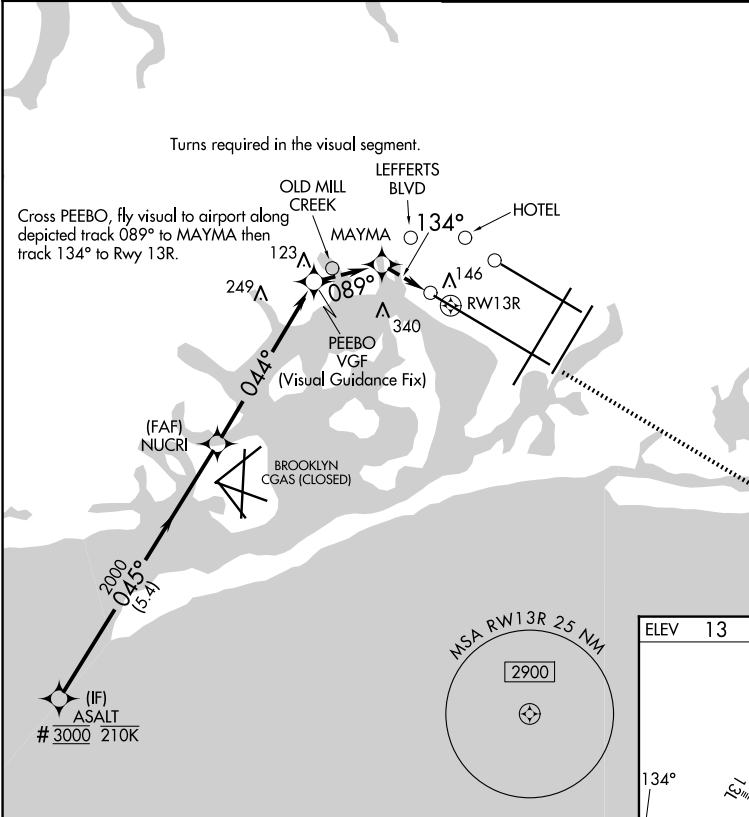 Turns required in the visual segment.
LEFFERTS
BLVD
OLD MILL
CREEK
134°
HOTEL
Cross PEEBO, fly visual to airport along
depicted track 089° to MAYMA then
track 134° to Rwy 13R.
MAYMA
123
249
089°
146
RW13R
340
PEEBO
VGF
(Visual Guidance Fix)
044°
(FAF)
NUCRI
BROOKLYN
CGAS (CLOSED)
2000
045°
(5.4)
(IF)
ASALT
# 3000 210K
MSA RW13R 25 NM
2900
ELEV 13
134°
13L